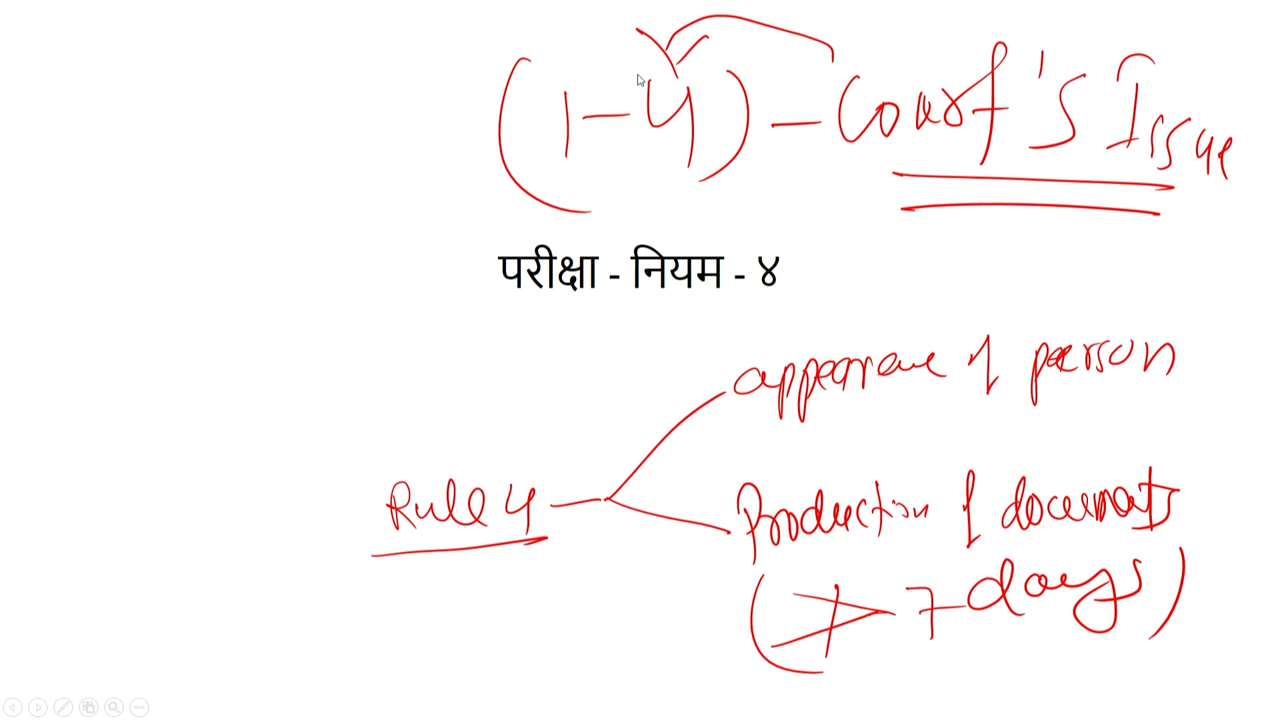 (1-4) - Court's Issue
परीक्षा - नियम - ४
appearance of person
Rule 4
Production of documents
(≯ 7 days)